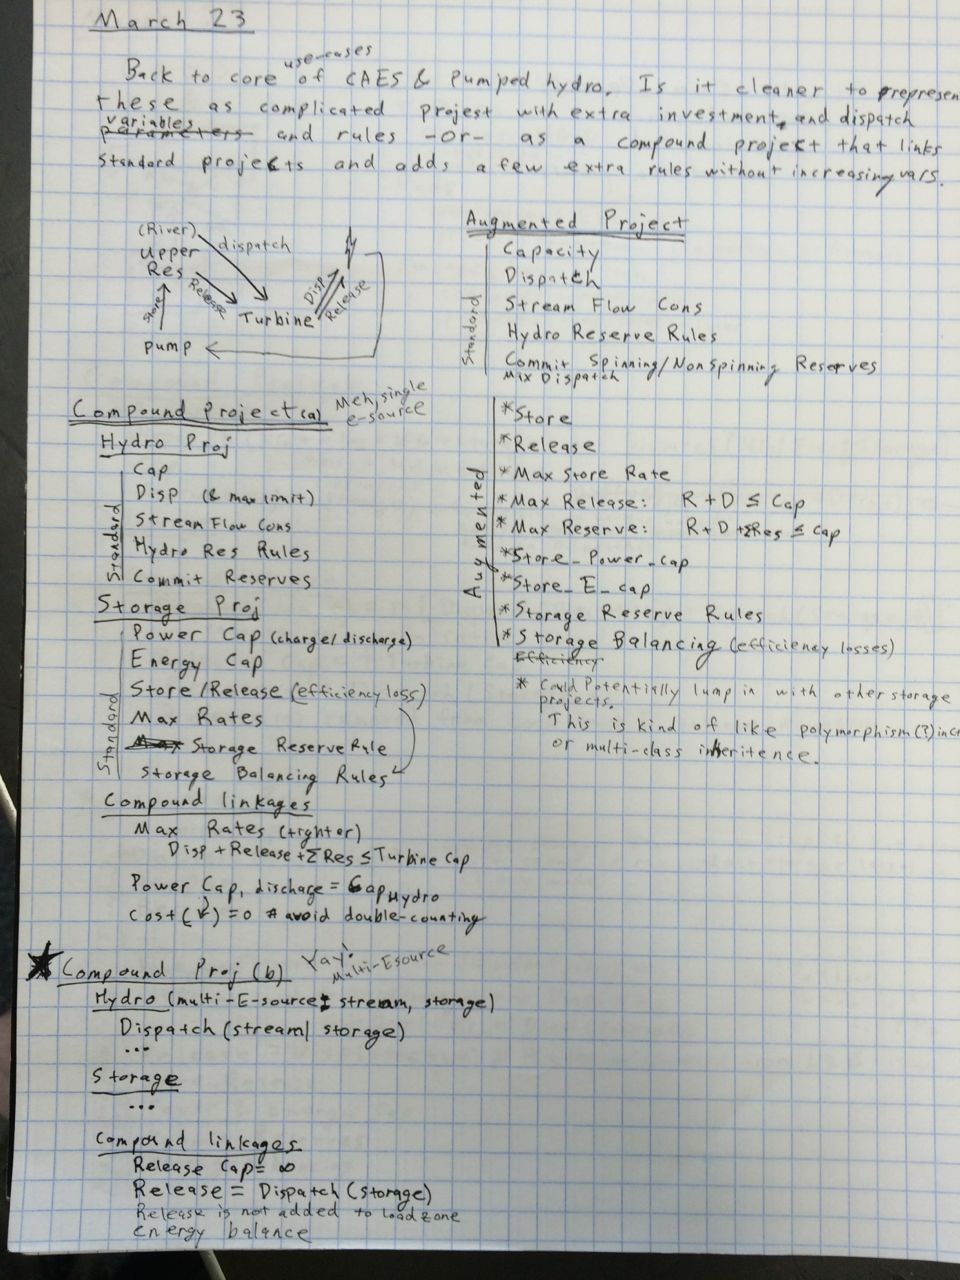 March 23
use-cases
Back to core of CAES & Pumped hydro. Is it cleaner to represen
these as complicated project with extra investment, and dispatch
variables
parameters and rules -or- as a compound project that links
standard projects and adds a few extra rules without increasing vars.
(River)
Upper
Res
dispatch
Release
Store
Turbine
Disp
Release
pump
Compound Project (a)
Meh, single
e-source
Hydro Proj
Standard
Cap
Disp (& max limit)
Stream Flow Cons
Hydro Res Rules
Commit Reserves
Storage Proj
Standard
Power Cap (charge/discharge)
Energy Cap
Store/Release (efficiency loss)
Max Rates
Max Storage Reserve Rule
Storage Balancing Rules
Compound linkages
Max Rates (tighter)
Disp + Release + Σ Res ≤ Turbine Cap
Power Cap, discharge = Cap Hydro
Cost ( ) = 0 # avoid double-counting
Compound Proj (b)
Yay!
Multi-Esource
Hydro (multi-E-source: stream, storage)
Dispatch (stream/storage)
...
Storage
...
Compound linkages
Release Cap = ∞
Release = Dispatch (storage)
Release is not added to load zone
energy balance
Augmented Project
Standard
Capacity
Dispatch
Stream Flow Cons
Hydro Reserve Rules
Commit Spinning/NonSpinning Reserves
Mix Dispatch
Augmented
*Store
*Release
*Max Store Rate
*Max Release: R + D ≤ Cap
*Max Reserve: R + D + ΣRes ≤ Cap
*Store_Power_cap
*Store_E_cap
*Storage Reserve Rules
*Storage Balancing (efficiency losses)
Efficiency
* Could Potentially lump in with other storage
projects.
This is kind of like polymorphism(?) in c
or multi-class inheritence.